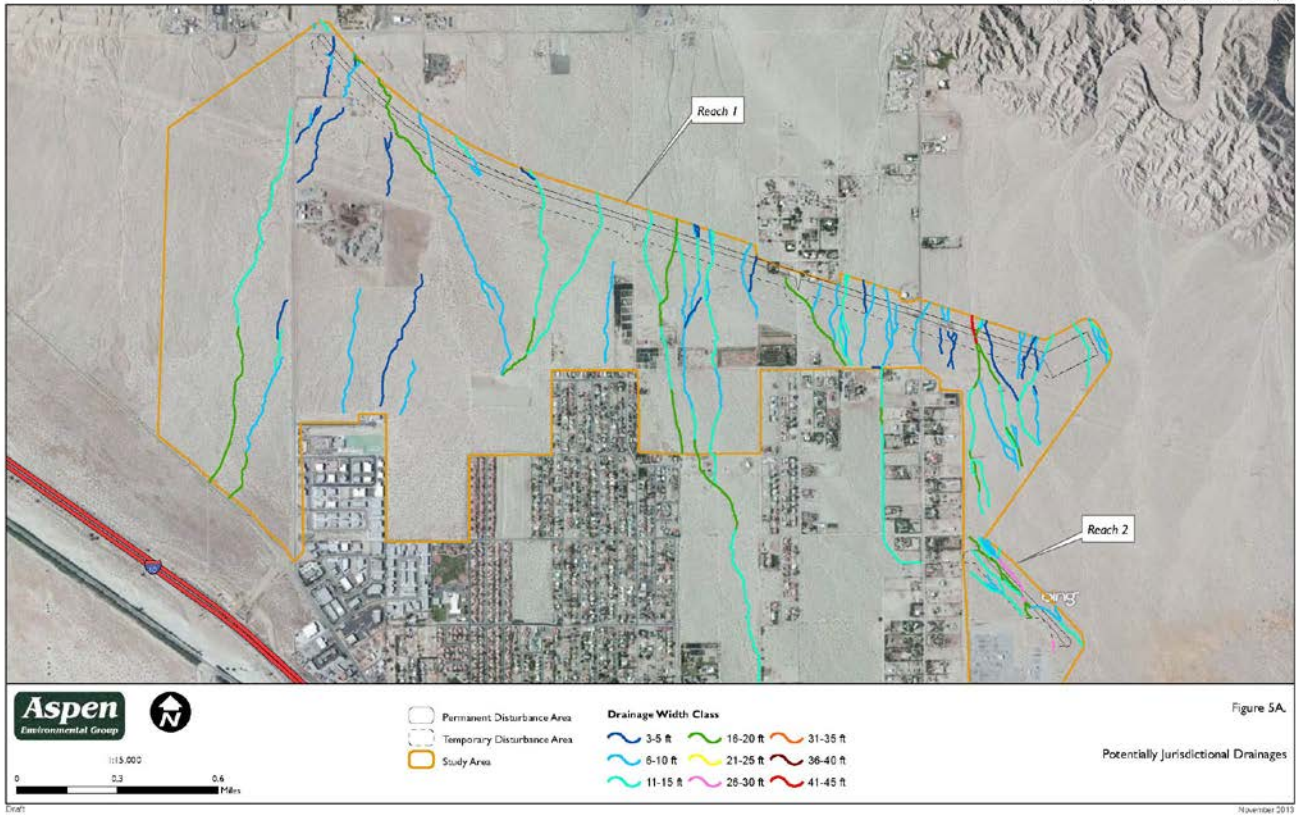 Reach 1
Reach 2
bing
Aspen
Environmental Group
N
1:15,000
0 0.3 0.6
Miles
Permanent Disturbance Area
Temporary Disturbance Area
Study Area
Drainage Width Class
3-5 ft
6-10 ft
11-15 ft
16-20 ft
21-25 ft
26-30 ft
31-35 ft
36-40 ft
41-45 ft
Figure 5A.
Potentially Jurisdictional Drainages
Draft
November 2013